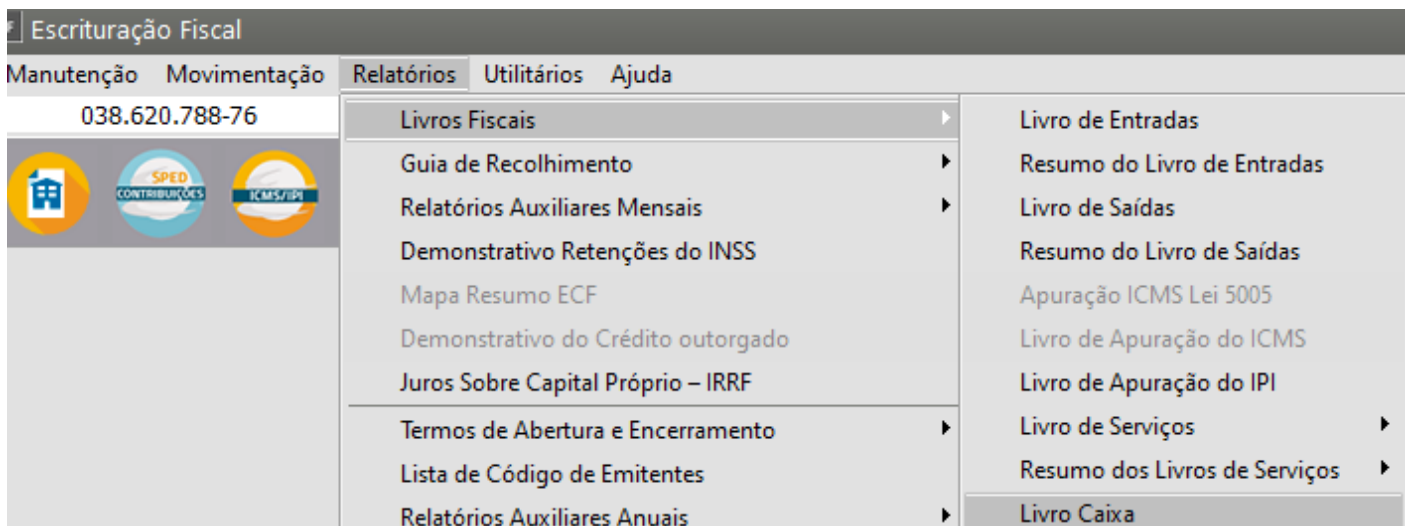 Escrituração Fiscal
Manutenção Movimentação Relatórios Utilitários Ajuda
038.620.788-76
SPED
CONTRIBUIÇÕES
ICMS/IPI
Livros Fiscais
Guia de Recolhimento
Relatórios Auxiliares Mensais
Demonstrativo Retenções do INSS
Mapa Resumo ECF
Demonstrativo do Crédito outorgado
Juros Sobre Capital Próprio – IRRF
Termos de Abertura e Encerramento
Lista de Código de Emitentes
Relatórios Auxiliares Anuais
Livro de Entradas
Resumo do Livro de Entradas
Livro de Saídas
Resumo do Livro de Saídas
Apuração ICMS Lei 5005
Livro de Apuração do ICMS
Livro de Apuração do IPI
Livro de Serviços
Resumo dos Livros de Serviços
Livro Caixa